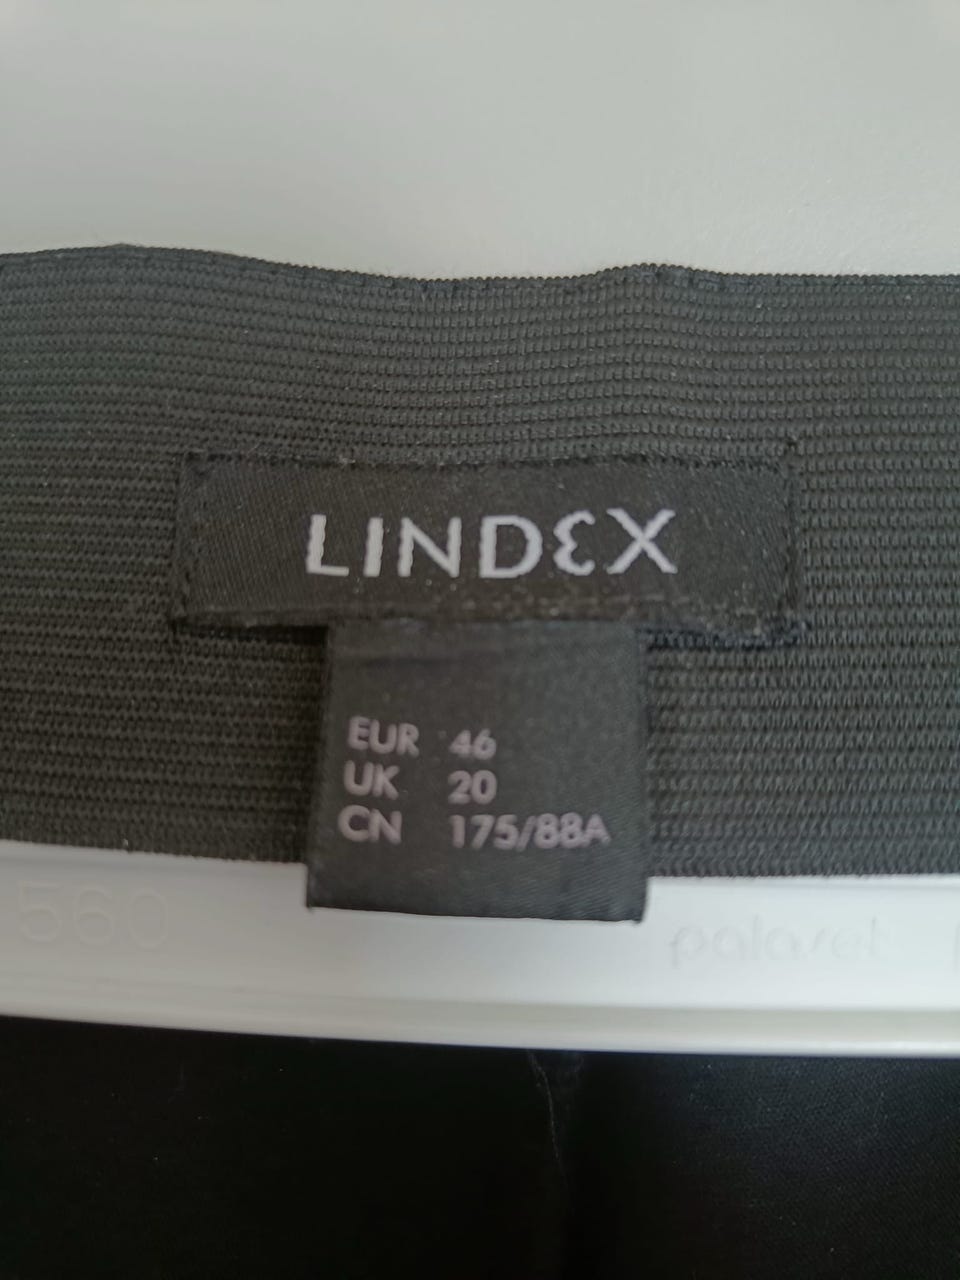 LINDEX
EUR 46
UK 20
CN 175/88A
560
palaset